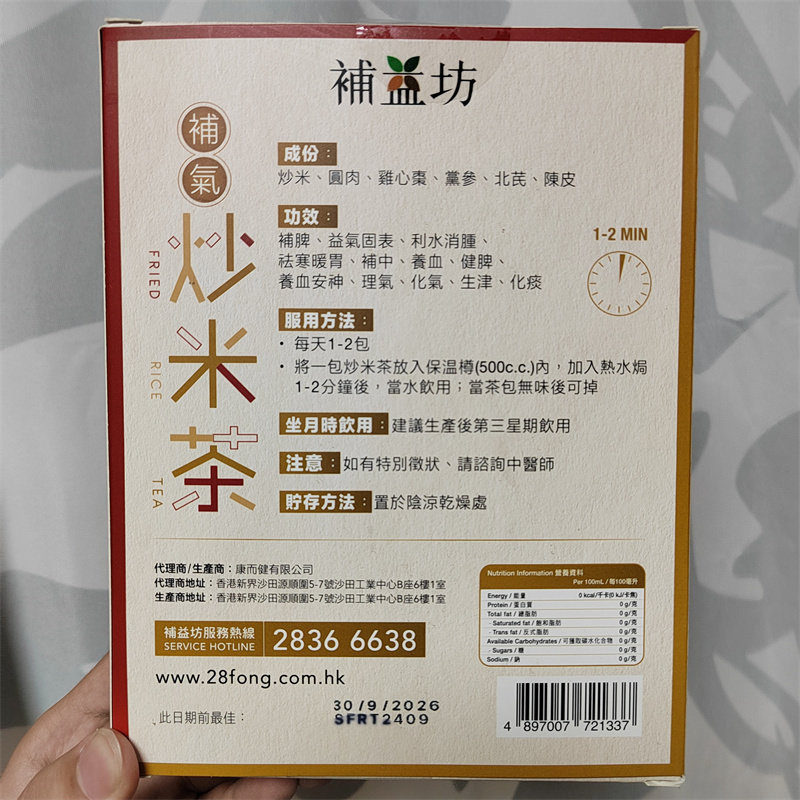 補益坊
補氣
炒米茶
FRIED
RICE
TEA
成份：
炒米、圓肉、雞心棗、黨參、北芪、陳皮
功效：
補脾、益氣固表、利水消腫、
祛寒暖胃、補中、養血、健脾、
養血安神、理氣、化氣、生津、化痰
1-2 MIN
服用方法：
• 每天1-2包
• 將一包炒米茶放入保溫樽(500c.c.)內，加入熱水焗
1-2分鐘後，當水飲用；當茶包無味後可掉
坐月時飲用：建議生產後第三星期飲用
注意：如有特別徵狀、請諮詢中醫師
貯存方法：置於陰涼乾燥處
代理商/生產商：康而健有限公司
代理商地址：香港新界沙田源順圍5-7號沙田工業中心B座6樓1室
生產商地址：香港新界沙田源順圍5-7號沙田工業中心B座6樓1室
補益坊服務熱線
SERVICE HOTLINE
2836 6638
www.28fong.com.hk
此日期前最佳：
30/9/2026
SFRT2409
Nutrition Information 營養資料
Per 100mL / 每100毫升
Energy / 能量 0 kcal/千卡(0 kJ/千焦)
Protein / 蛋白質 0 g/克
Total fat / 總脂肪 0 g/克
- Saturated fat / 飽和脂肪 0 g/克
- Trans fat / 反式脂肪 0 g/克
Available Carbohydrates / 可獲取碳水化合物 0 g/克
- Sugars / 糖 0 g/克
Sodium / 鈉 0 g/克
4 897007 721337